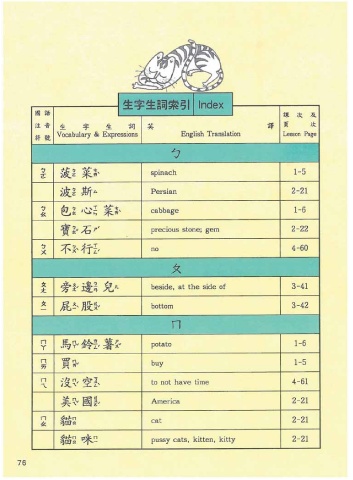 生字生詞索引 Index
國語注音符號 生字生詞 Vocabulary & Expressions 英譯 English Translation 課次及頁次 Lesson Page
ㄅ
ㄅㄛ 菠菜 spinach 1-5
波斯 Persian 2-21
ㄅㄠ 包心菜 cabbage 1-6
寶石 precious stone; gem 2-22
ㄅㄨ 不行 no 4-60
ㄆ
ㄆㄤ 旁邊兒 beside, at the side of 3-41
ㄆㄧ 屁股 bottom 3-42
ㄇ
ㄇㄚ 馬鈴薯 potato 1-6
ㄇㄞ 買 buy 1-5
ㄇㄟ 沒空 to not have time 4-61
美國 America 2-21
ㄇㄠ 貓 cat 2-21
貓咪 pussy cats, kitten, kitty 2-21
76